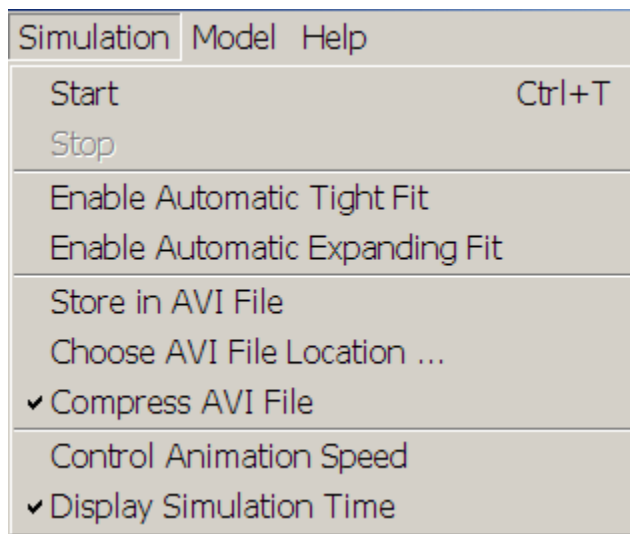 Simulation Model Help
Start Ctrl+T
Stop
Enable Automatic Tight Fit
Enable Automatic Expanding Fit
Store in AVI File
Choose AVI File Location ...
Compress AVI File
Control Animation Speed
Display Simulation Time